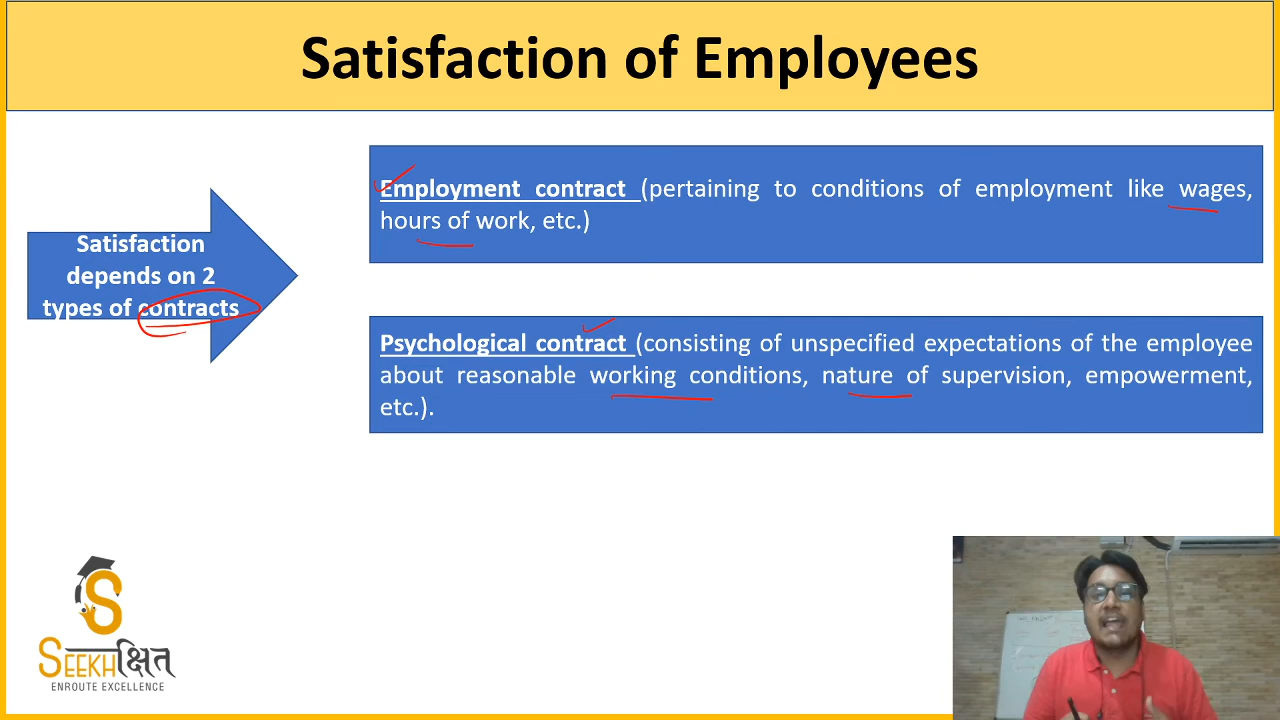 Satisfaction of Employees
Satisfaction
depends on 2
types of contracts
Employment contract (pertaining to conditions of employment like wages,
hours of work, etc.)
Psychological contract (consisting of unspecified expectations of the employee
about reasonable working conditions, nature of supervision, empowerment,
etc.).
S
SEEKHक्षित
ENROUTE EXCELLENCE